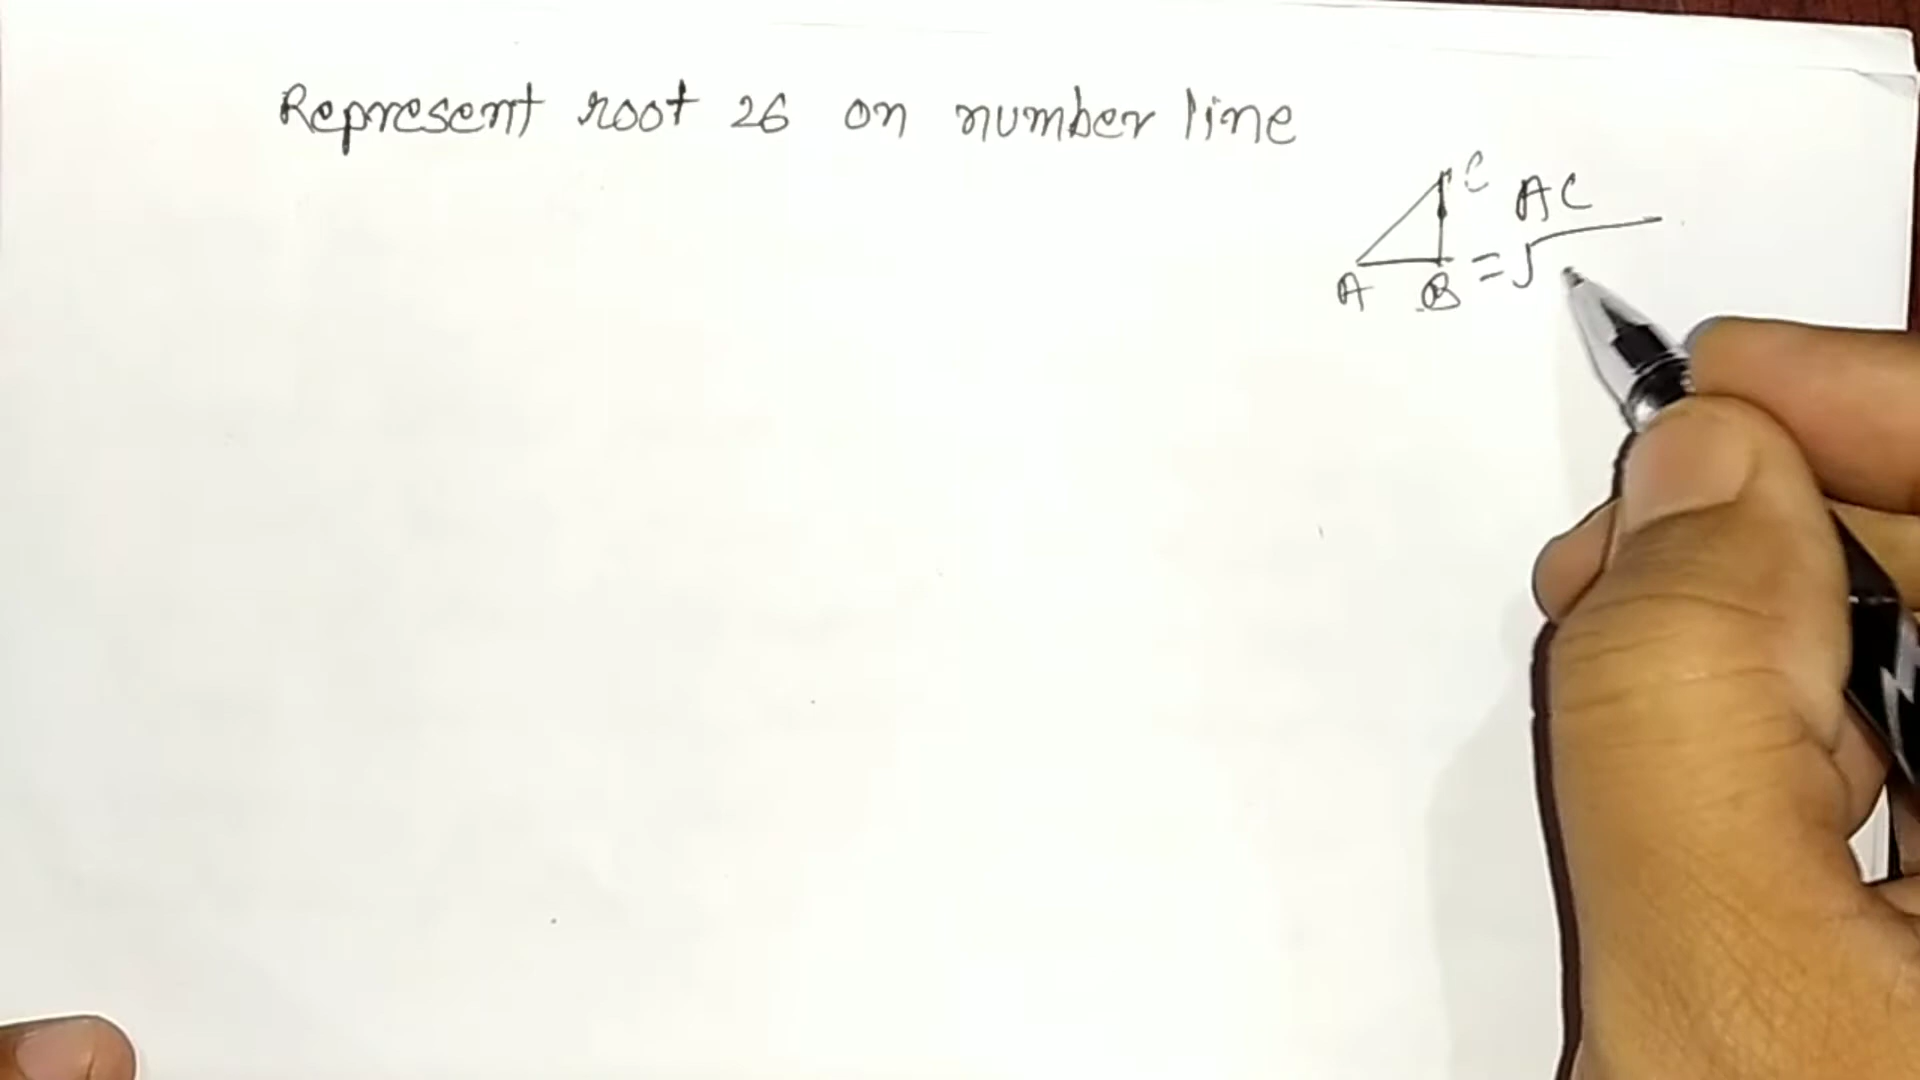 Represent root 26 on number line
C AC
A B = √